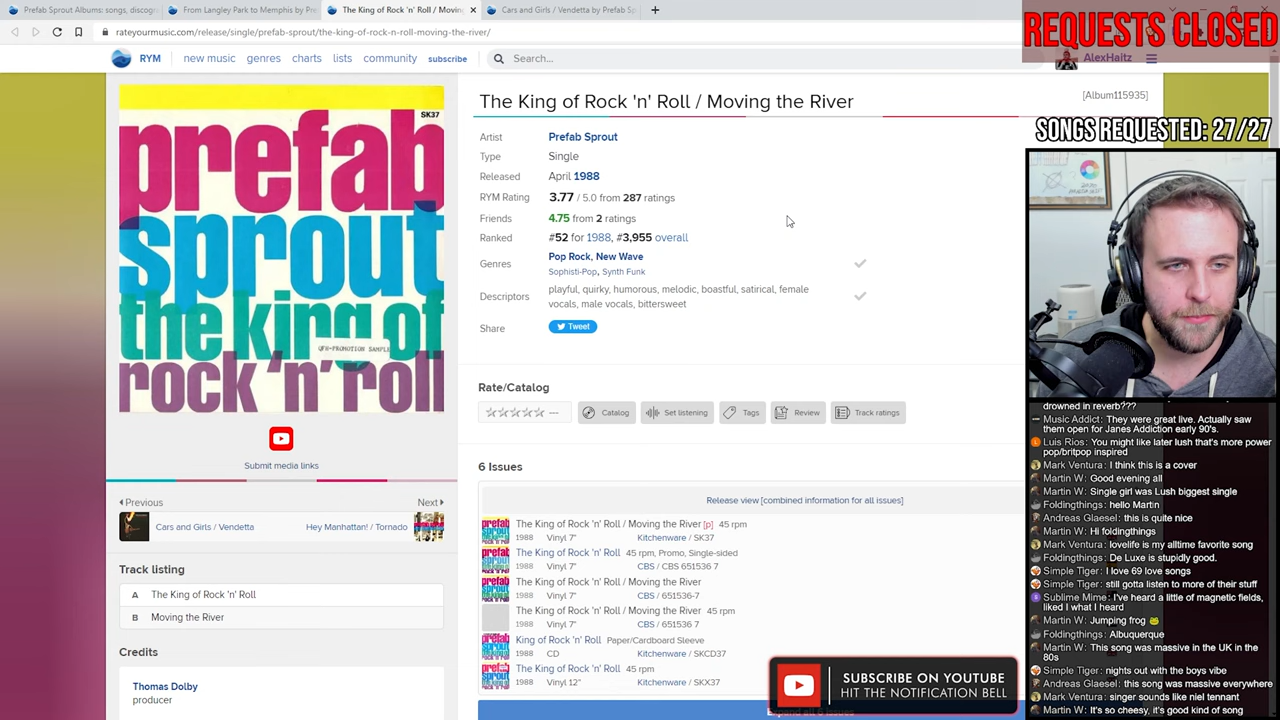 Prefab Sprout Albums: songs, discogr
From Langley Park to Memphis by Pre
The King of Rock 'n' Roll / Moving
Cars and Girls / Vendetta by Prefab Sp
REQUESTS CLOSED
rateyourmusic.com/release/single/prefab-sprout/the-king-of-rock-n-roll-moving-the-river/
RYM
new music
genres
charts
lists
community
subscribe
Search...
AlexHaitz
prefab
SK37
sprout
the king of
QFH-PROMOTION SAMPLE
rock 'n' roll
Submit media links
Previous
Next
Cars and Girls / Vendetta
Hey Manhattan! / Tornado
Track listing
A The King of Rock 'n' Roll
B Moving the River
Credits
Thomas Dolby
producer
The King of Rock 'n' Roll / Moving the River
[Album115935]
Artist Prefab Sprout
Type Single
Released April 1988
RYM Rating 3.77 / 5.0 from 287 ratings
Friends 4.75 from 2 ratings
Ranked #52 for 1988, #3,955 overall
Genres Pop Rock, New Wave
Sophisti-Pop, Synth Funk
Descriptors playful, quirky, humorous, melodic, boastful, satirical, female
vocals, male vocals, bittersweet
Share Tweet
Rate/Catalog
---
Catalog
Set listening
Tags
Review
Track ratings
6 Issues
Release view [combined information for all issues]
The King of Rock 'n' Roll / Moving the River [p] 45 rpm
1988 Vinyl 7" Kitchenware / SK37
The King of Rock 'n' Roll 45 rpm, Promo, Single-sided
1988 Vinyl 7" CBS / CBS 651536 7
The King of Rock 'n' Roll / Moving the River
1988 Vinyl 7" CBS / 651536-7
The King of Rock 'n' Roll / Moving the River 45 rpm
1988 Vinyl 7" CBS / 651536 7
King of Rock 'n' Roll Paper/Cardboard Sleeve
1988 CD Kitchenware / SKCD37
The King of Rock 'n' Roll 45 rpm
1988 Vinyl 12" Kitchenware / SKX37
Expand all 6 issues
SUBSCRIBE ON YOUTUBE
HIT THE NOTIFICATION BELL
SONGS REQUESTED: 27/27
drowned in reverb???
Music Addict: They were great live. Actually saw
them open for Janes Addiction early 90's.
Luis Rios: You might like later lush that's more power
pop/britpop inspired
Mark Ventura: I think this is a cover
Martin W: Good evening all
Martin W: Single girl was Lush biggest single
Foldingthings: hello Martin
Andreas Glaesel: this is quite nice
Martin W: Hi foldingthings
Mark Ventura: lovelife is my alltime favorite song
Foldingthings: De Luxe is stupidly good.
Simple Tiger: I love 69 love songs
Simple Tiger: still gotta listen to more of their stuff
Sublime Mime: I've heard a little of magnetic fields,
liked I what I heard
Martin W: Jumping frog 🐸
Foldingthings: Albuquerque
Martin W: This song was massive in the UK in the
80s
Simple Tiger: nights out with the boys vibe
Andreas Glaesel: this song was massive everywhere
Mark Ventura: singer sounds like niel tennant
Martin W: It's so cheesy, it's good kind of song